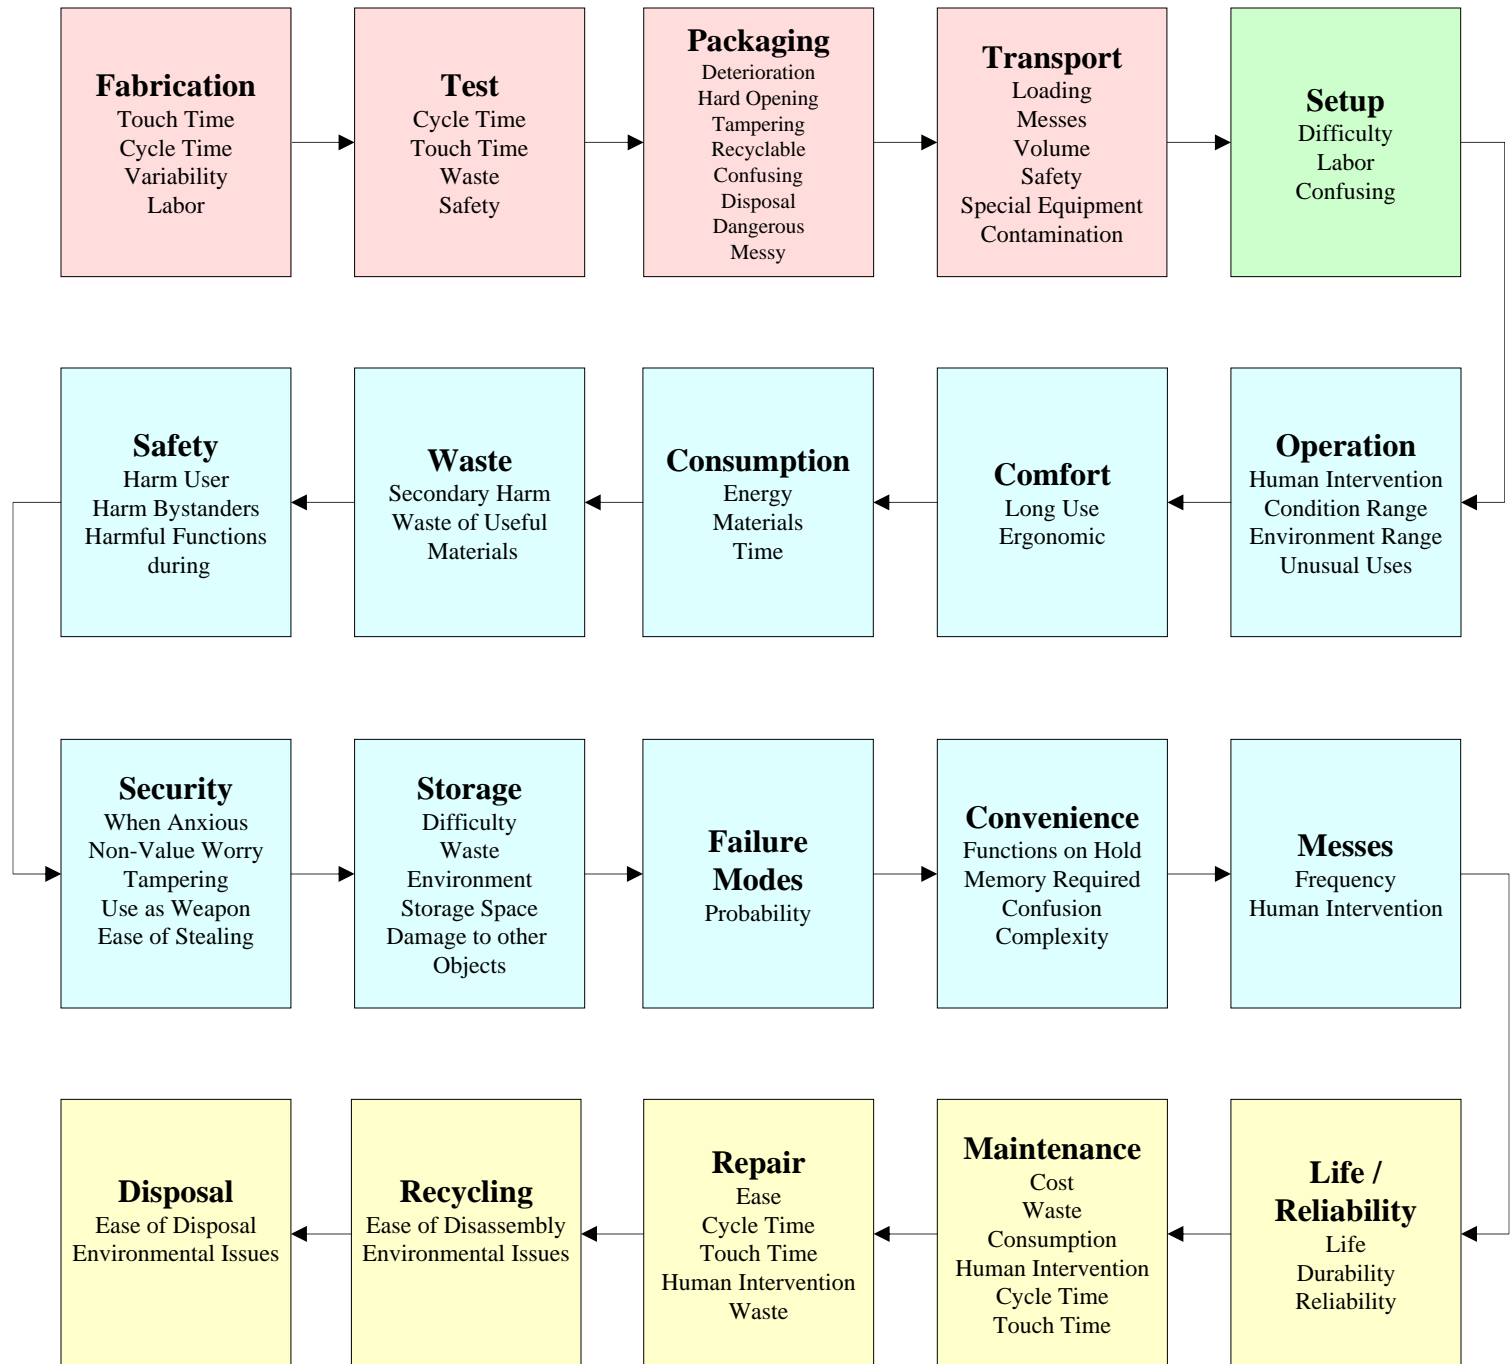 Fabrication
Touch Time
Cycle Time
Variability
Labor
Test
Cycle Time
Touch Time
Waste
Safety
Packaging
Deterioration
Hard Opening
Tampering
Recyclable
Confusing
Disposal
Dangerous
Messy
Transport
Loading
Messes
Volume
Safety
Special Equipment
Contamination
Setup
Difficulty
Labor
Confusing
Operation
Human Intervention
Condition Range
Environment Range
Unusual Uses
Comfort
Long Use
Ergonomic
Consumption
Energy
Materials
Time
Waste
Secondary Harm
Waste of Useful
Materials
Safety
Harm User
Harm Bystanders
Harmful Functions
during
Security
When Anxious
Non-Value Worry
Tampering
Use as Weapon
Ease of Stealing
Storage
Difficulty
Waste
Environment
Storage Space
Damage to other
Objects
Failure
Modes
Probability
Convenience
Functions on Hold
Memory Required
Confusion
Complexity
Messes
Frequency
Human Intervention
Life /
Reliability
Life
Durability
Reliability
Maintenance
Cost
Waste
Consumption
Human Intervention
Cycle Time
Touch Time
Repair
Ease
Cycle Time
Touch Time
Human Intervention
Waste
Recycling
Ease of Disassembly
Environmental Issues
Disposal
Ease of Disposal
Environmental Issues